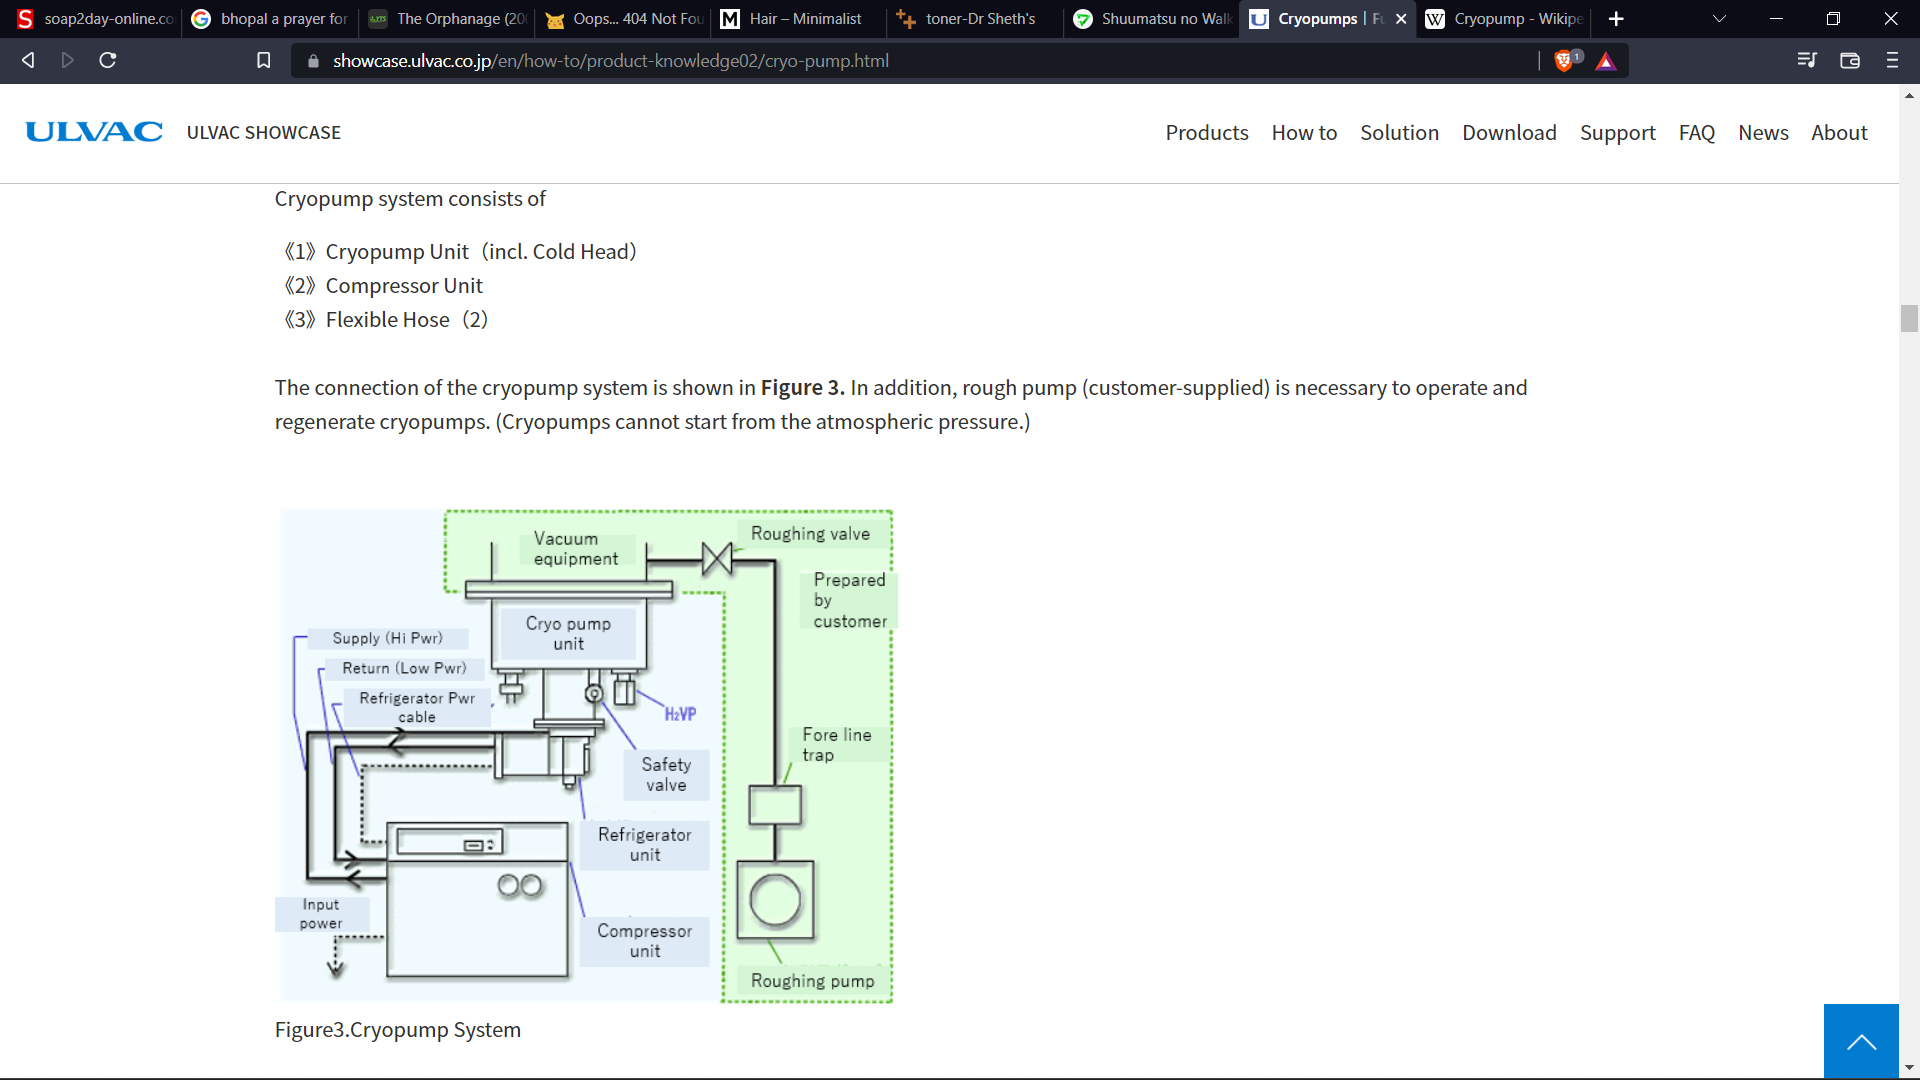 soap2day-online.co
bhopal a prayer for
The Orphanage (200
Oops... 404 Not Fou
Hair – Minimalist
toner-Dr Sheth's
Shuumatsu no Walk
Cryopumps | Fu
Cryopump - Wikipe
showcase.ulvac.co.jp/en/how-to/product-knowledge02/cryo-pump.html
1
ULVAC
ULVAC SHOWCASE
Products
How to
Solution
Download
Support
FAQ
News
About
Cryopump system consists of
《1》Cryopump Unit（incl. Cold Head）
《2》Compressor Unit
《3》Flexible Hose（2）
The connection of the cryopump system is shown in Figure 3. In addition, rough pump (customer-supplied) is necessary to operate and
regenerate cryopumps. (Cryopumps cannot start from the atmospheric pressure.)
Vacuum
equipment
Roughing valve
Prepared
by
customer
Cryo pump
unit
Supply (Hi Pwr)
Return (Low Pwr)
Refrigerator Pwr
cable
H2VP
Fore line
trap
Safety
valve
Refrigerator
unit
Input
power
Compressor
unit
Roughing pump
Figure3.Cryopump System